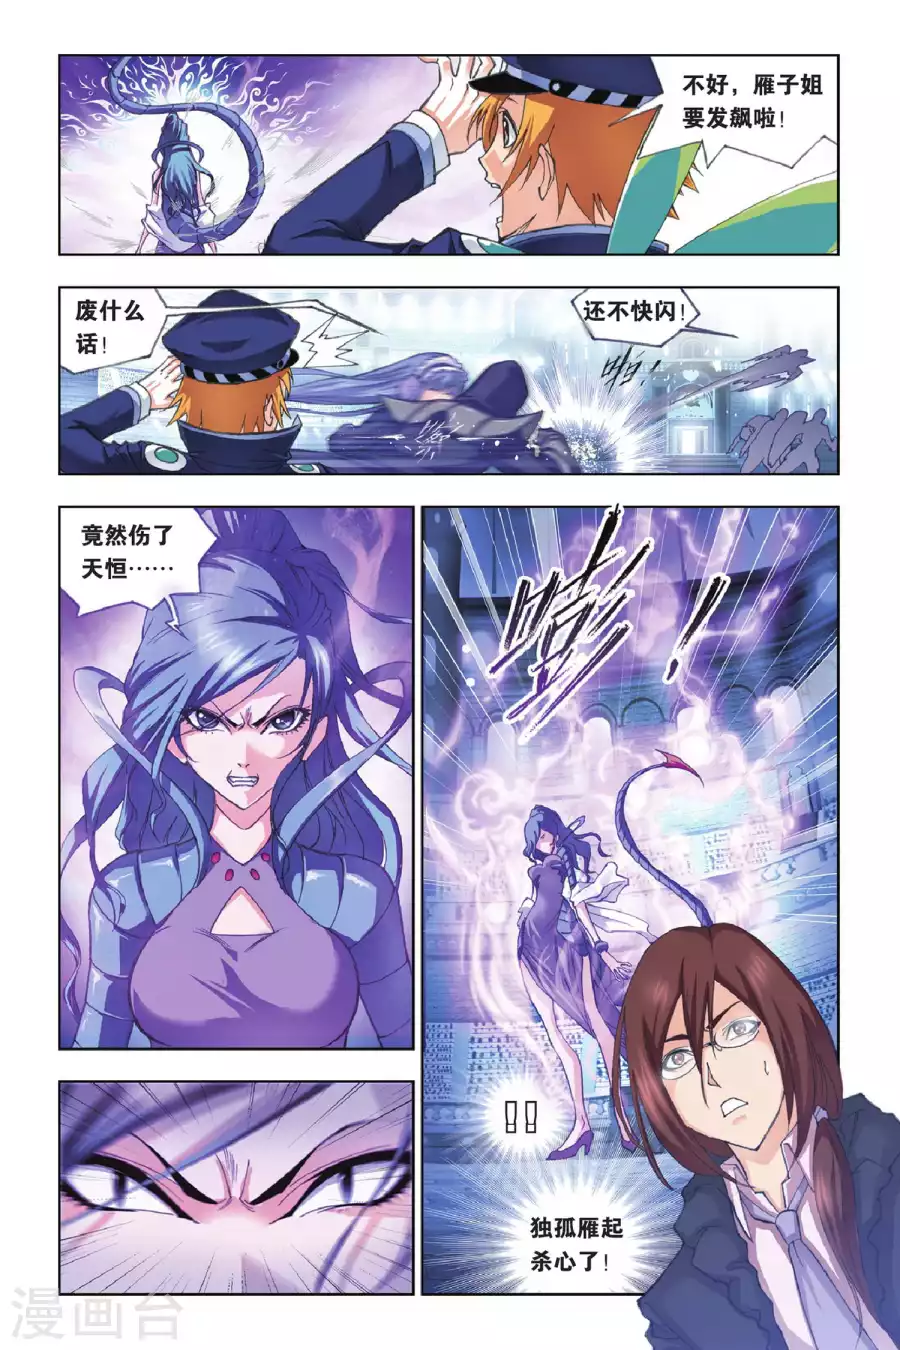 不好，雁子姐
要发飙啦！
废什么
话！
还不快闪！
啪！
竟然伤了
天恒……
嘭！
!!
独孤雁起
杀心了！
漫画台